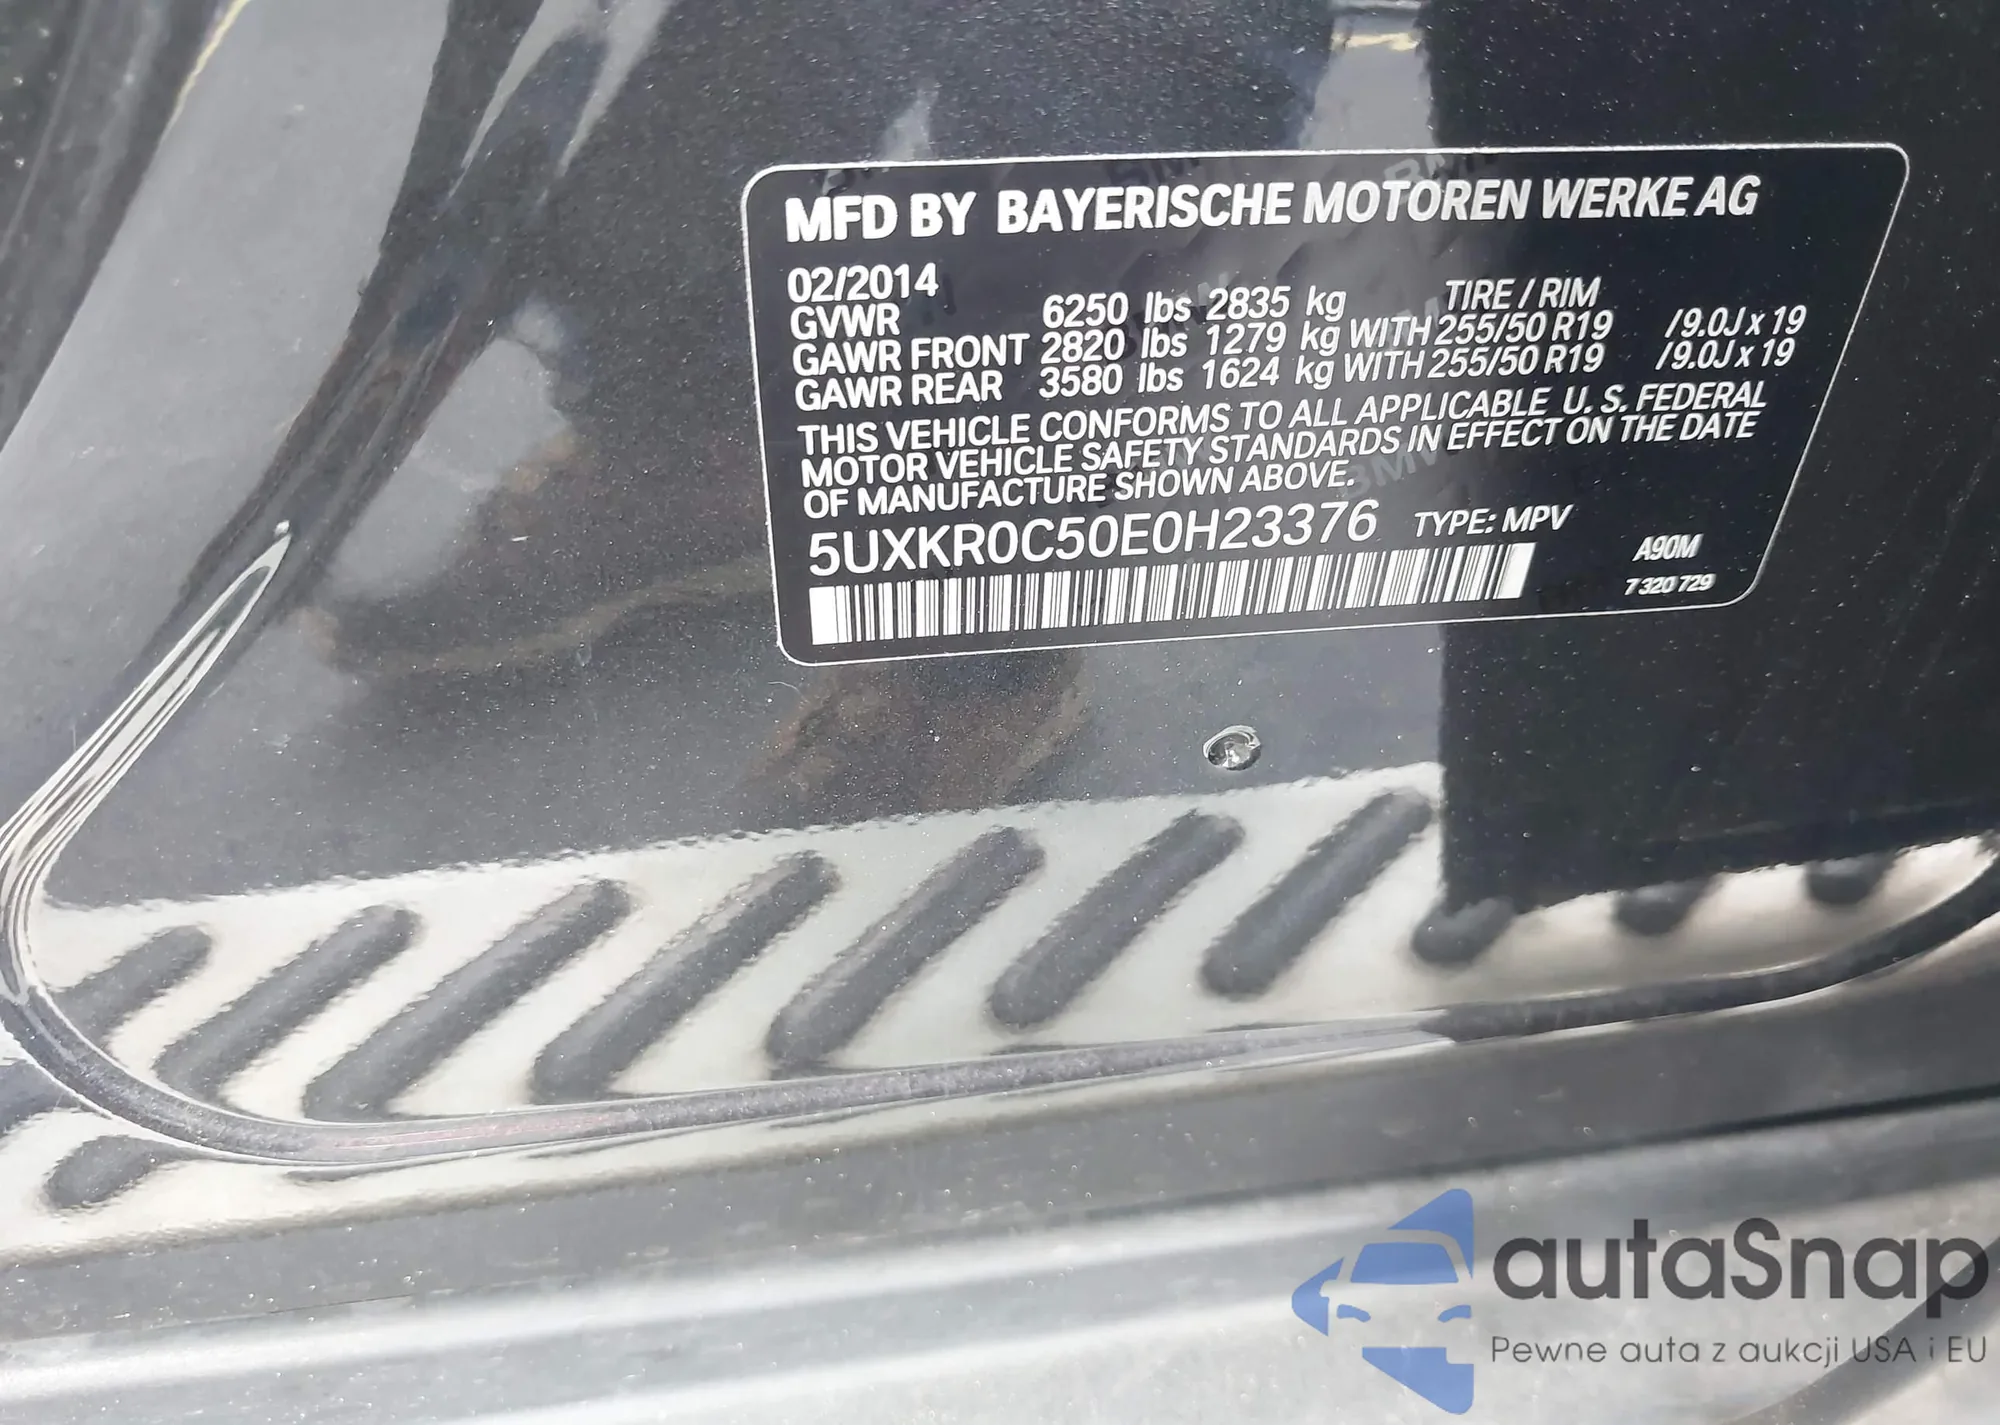 MFD BY BAYERISCHE MOTOREN WERKE AG
02/2014 TIRE / RIM
GVWR 6250 lbs 2835 kg
GAWR FRONT 2820 lbs 1279 kg WITH 255/50 R19 /9.0J x 19
GAWR REAR 3580 lbs 1624 kg WITH 255/50 R19 /9.0J x 19
THIS VEHICLE CONFORMS TO ALL APPLICABLE U. S. FEDERAL
MOTOR VEHICLE SAFETY STANDARDS IN EFFECT ON THE DATE
OF MANUFACTURE SHOWN ABOVE.
5UXKR0C50E0H23376 TYPE: MPV
A90M
7 320 729
autaSnap
Pewne auta z aukcji USA i EU